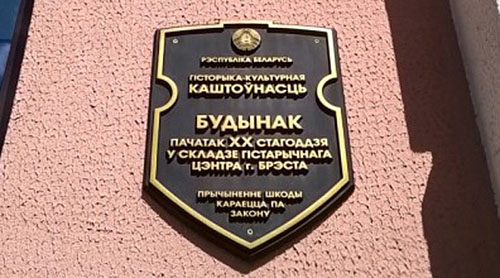 РЭСПУБЛІКА БЕЛАРУСЬ
ГІСТОРЫКА-КУЛЬТУРНАЯ
КАШТОЎНАСЦЬ
БУДЫНАК
ПАЧАТАК XX СТАГОДДЗЯ
У СКЛАДЗЕ ГІСТАРЫЧНАГА
ЦЭНТРА г. БРЭСТА
ПРЫЧЫНЕННЕ ШКОДЫ
КАРАЕЦЦА ПА
ЗАКОНУ